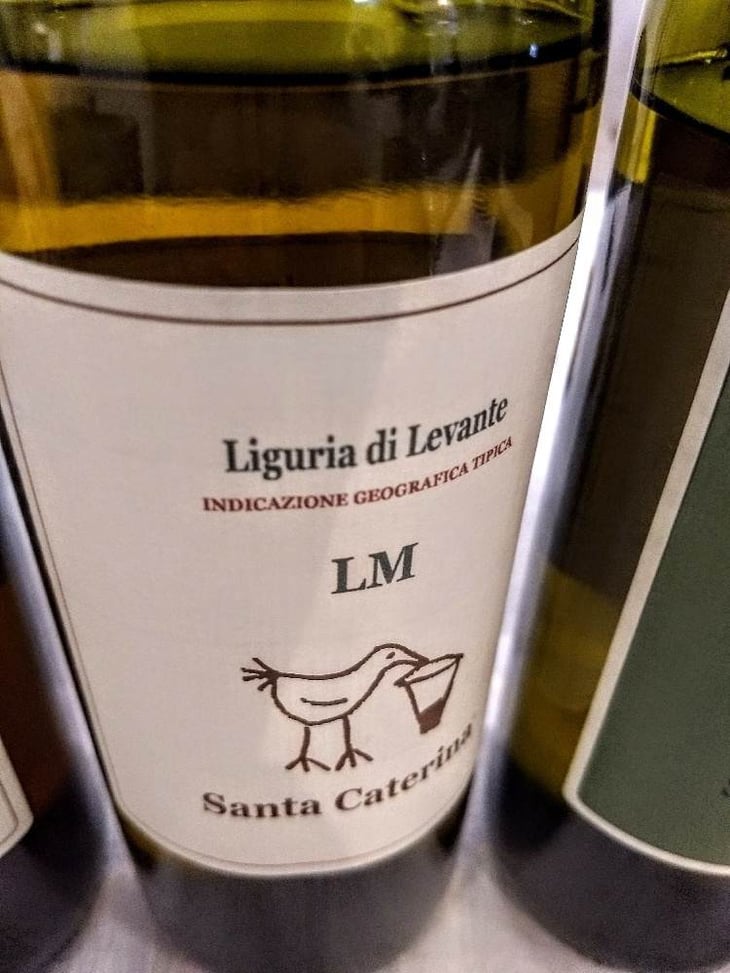 Liguria di Levante
INDICAZIONE GEOGRAFICA TIPICA
LM
Santa Caterina